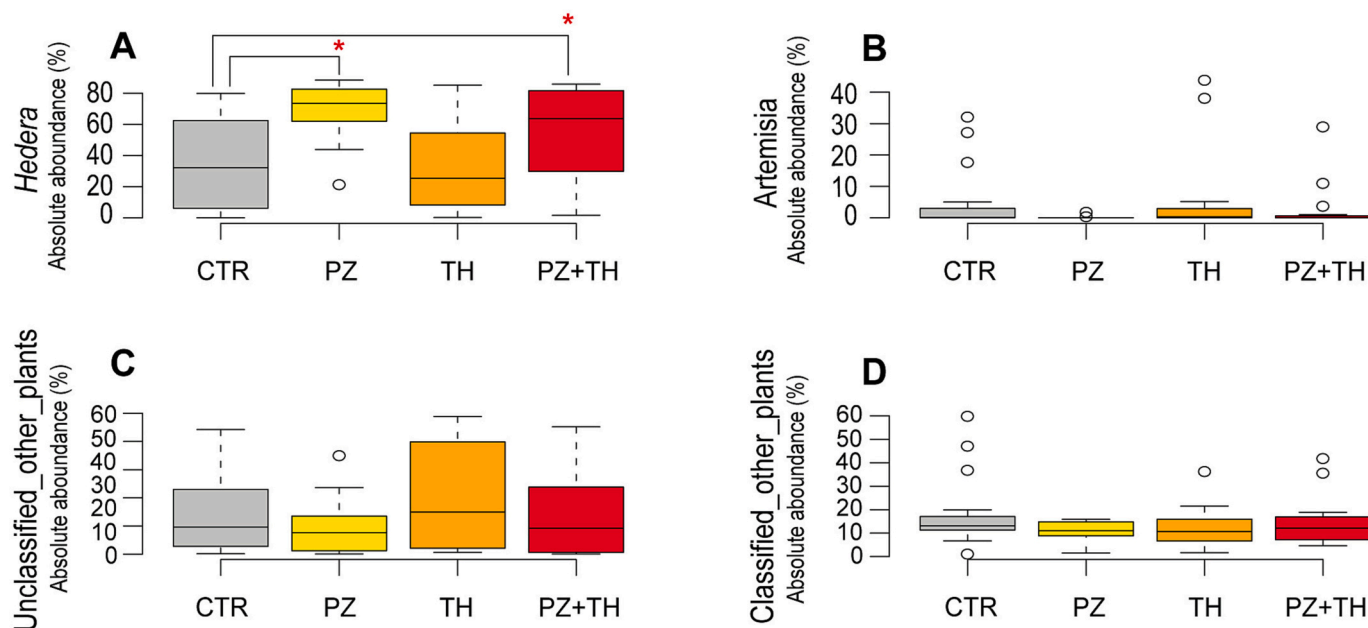 A
*
*
Hedera
Absolute aboundance (%)
80
60
40
20
0
CTR
PZ
TH
PZ+TH
B
Artemisia
Absolute aboundance (%)
40
30
20
10
0
CTR
PZ
TH
PZ+TH
C
Unclassified_other_plants
Absolute aboundance (%)
60
50
40
30
20
10
0
CTR
PZ
TH
PZ+TH
D
Classified_other_plants
Absolute aboundance (%)
60
50
40
30
20
10
0
CTR
PZ
TH
PZ+TH